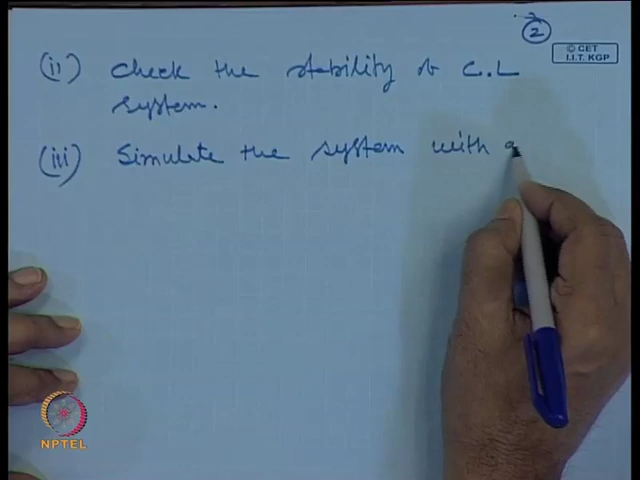 2
© CET
I.I.T. KGP
(ii) Check the stability of C.L
system.
(iii) Simulate the system with
NPTEL